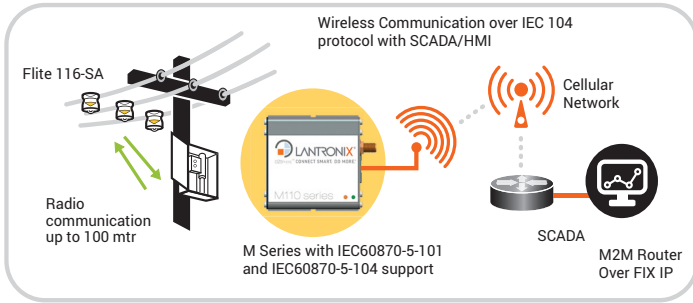 Wireless Communication over IEC 104
protocol with SCADA/HMI
Flite 116-SA
Cellular
Network
LANTRONIX®
CONNECT SMART. DO MORE.
M110 series
Radio
communication
up to 100 mtr
M Series with IEC60870-5-101
and IEC60870-5-104 support
SCADA
M2M Router
Over FIX IP